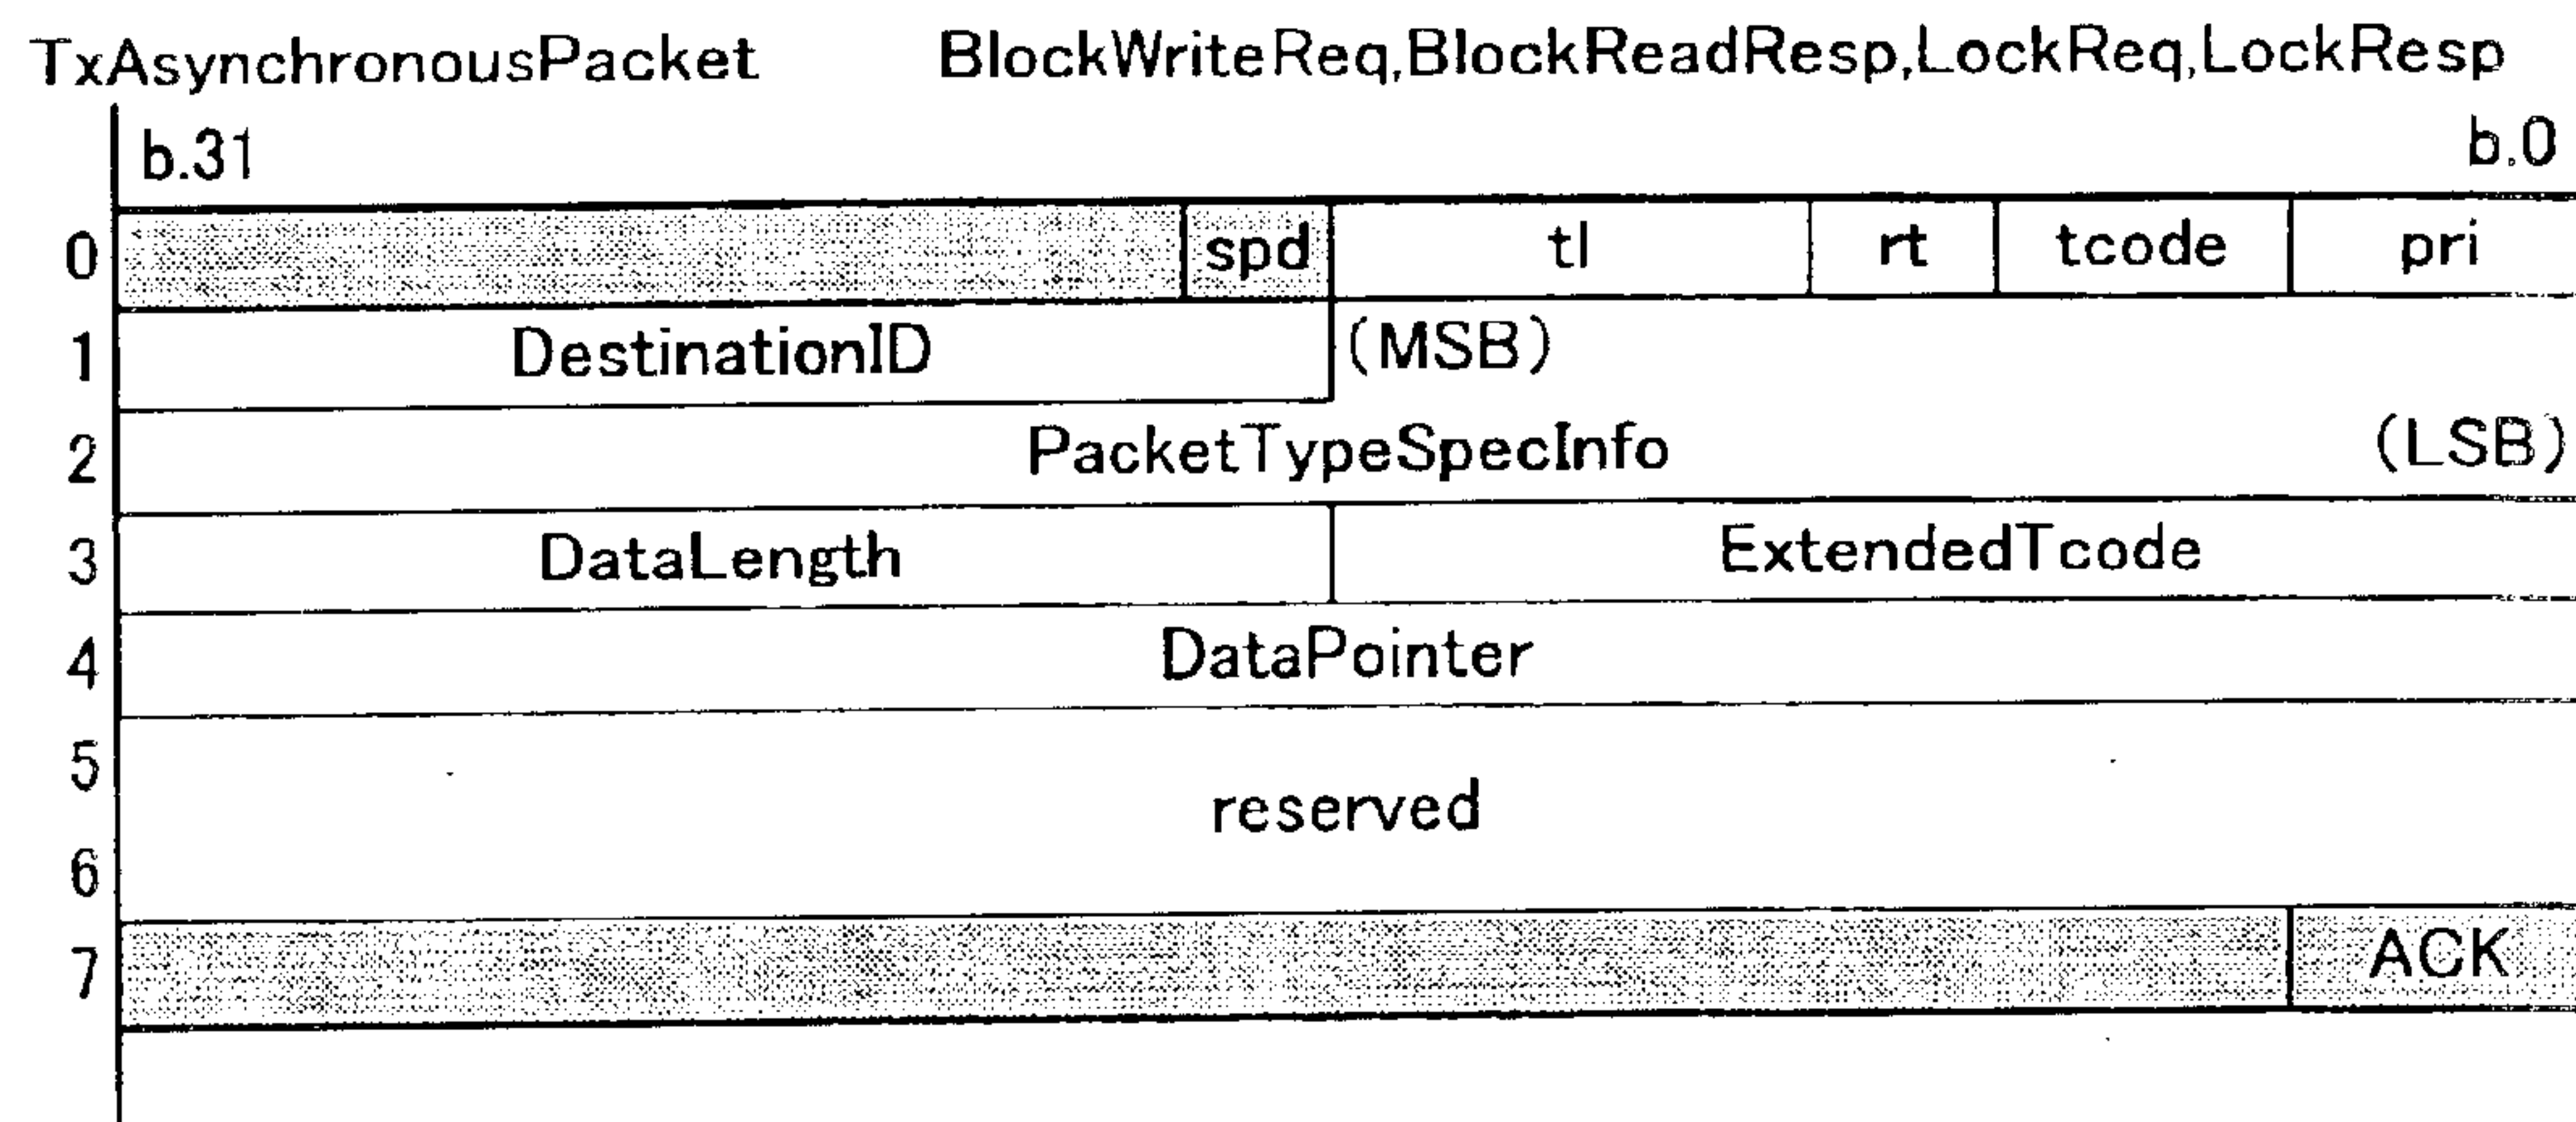 TxAsynchronousPacket BlockWriteReq,BlockReadResp,LockReq,LockResp
b.31 b.0
0 spd tl rt tcode pri
1 DestinationID (MSB)
2 PacketTypeSpecInfo (LSB)
3 DataLength ExtendedTcode
4 DataPointer
5
reserved
6
7 ACK